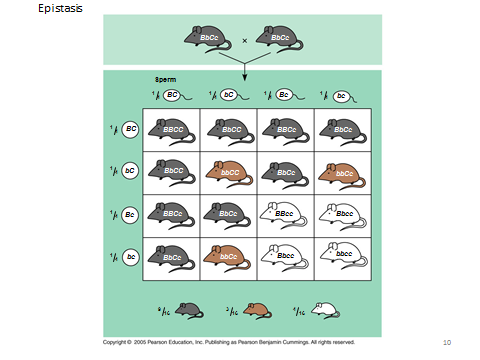 Epistasis
BbCc × BbCc
Sperm
1/4 BC 1/4 bC 1/4 Bc 1/4 bc
1/4 BC BBCC BbCC BBCc BbCc
1/4 bC BbCC bbCC BbCc bbCc
1/4 Bc BBCc BbCc BBcc Bbcc
1/4 bc BbCc bbCc Bbcc bbcc
9/16 3/16 4/16
Copyright © 2005 Pearson Education, Inc. Publishing as Pearson Benjamin Cummings. All rights reserved.
10